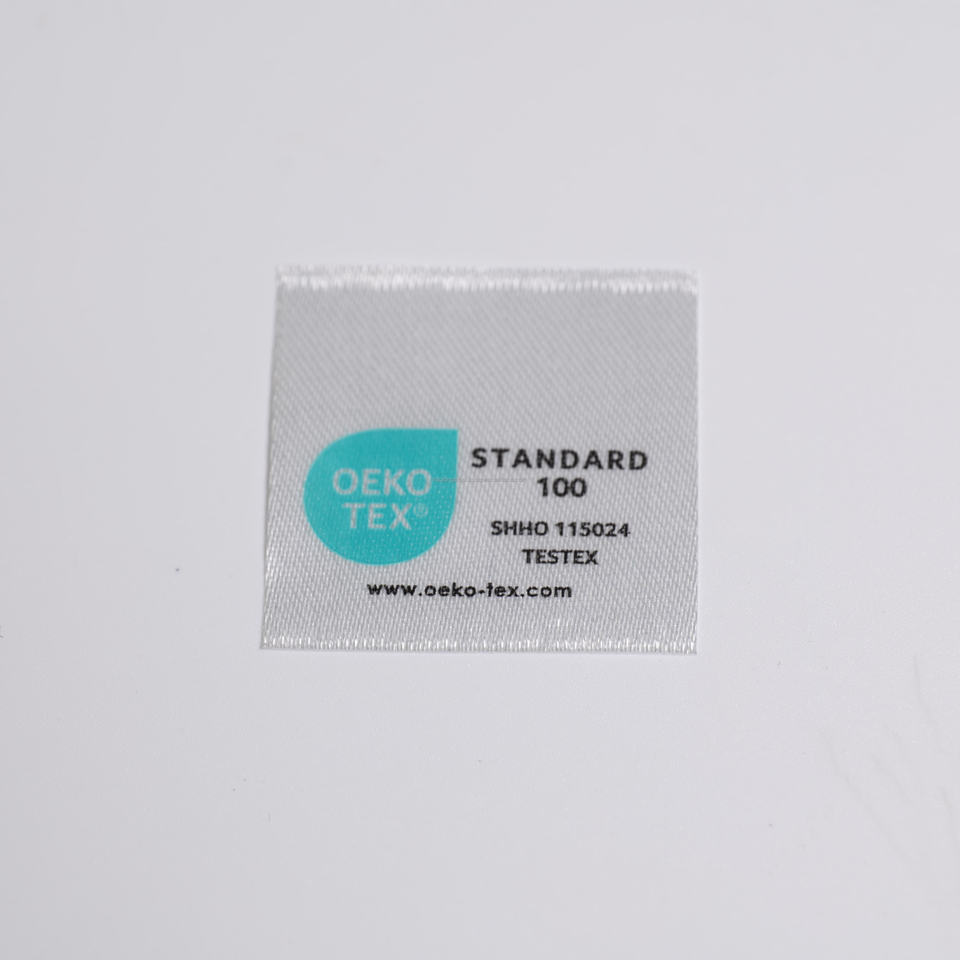 OEKO
TEX®
STANDARD
100
SHHO 115024
TESTEX
www.oeko-tex.com